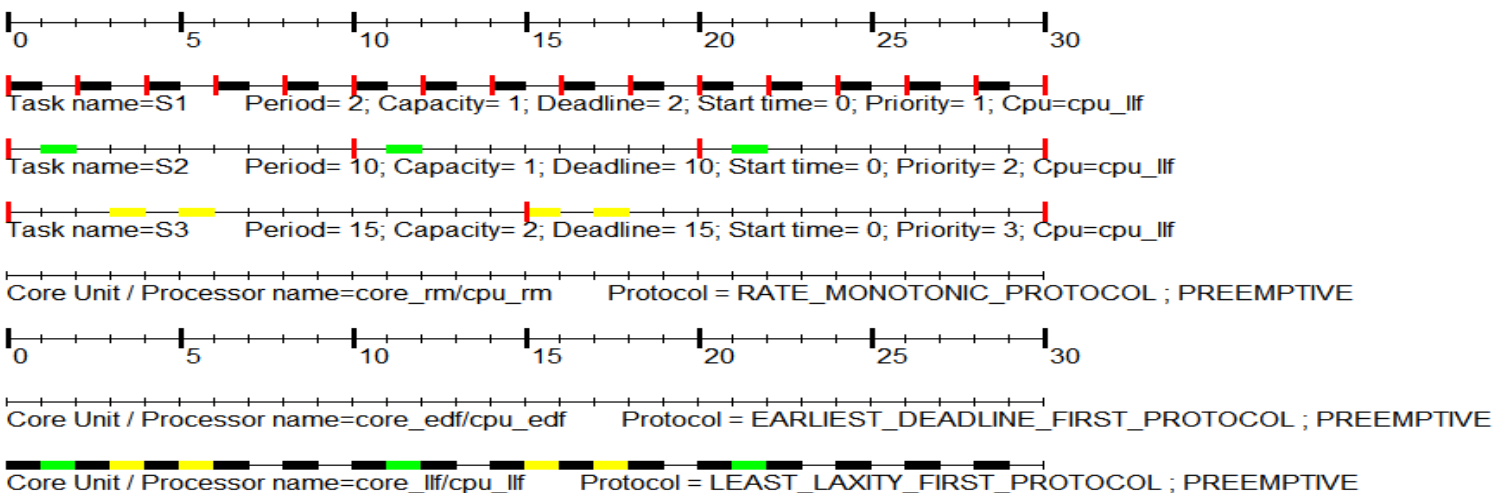 0 5 10 15 20 25 30
Task name=S1 Period= 2; Capacity= 1; Deadline= 2; Start time= 0; Priority= 1; Cpu=cpu_llf
Task name=S2 Period= 10; Capacity= 1; Deadline= 10; Start time= 0; Priority= 2; Cpu=cpu_llf
Task name=S3 Period= 15; Capacity= 2; Deadline= 15; Start time= 0; Priority= 3; Cpu=cpu_llf
Core Unit / Processor name=core_rm/cpu_rm Protocol = RATE_MONOTONIC_PROTOCOL ; PREEMPTIVE
0 5 10 15 20 25 30
Core Unit / Processor name=core_edf/cpu_edf Protocol = EARLIEST_DEADLINE_FIRST_PROTOCOL ; PREEMPTIVE
Core Unit / Processor name=core_llf/cpu_llf Protocol = LEAST_LAXITY_FIRST_PROTOCOL ; PREEMPTIVE